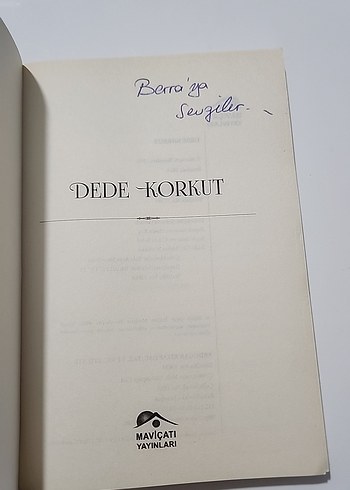 Berra'ya
Sevgiler.
DEDE KORKUT
MAVİÇATI
YAYINLARI